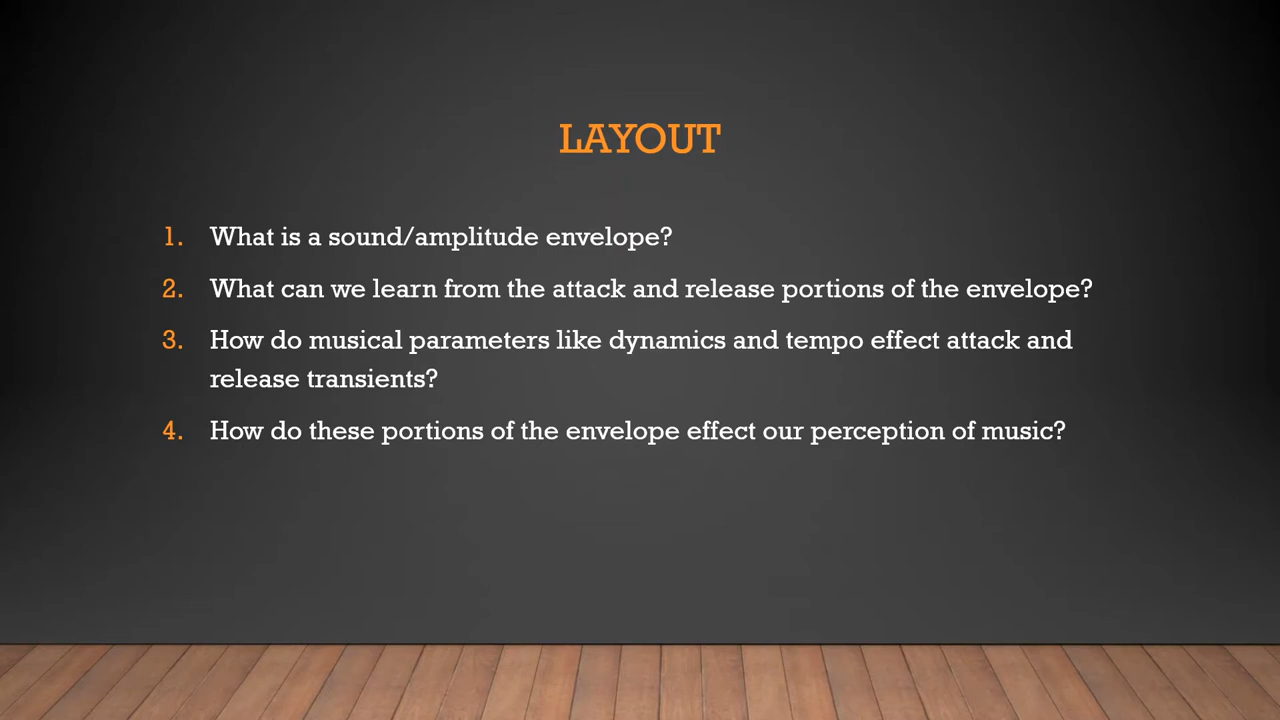 LAYOUT
1. What is a sound/amplitude envelope?
2. What can we learn from the attack and release portions of the envelope?
3. How do musical parameters like dynamics and tempo effect attack and
release transients?
4. How do these portions of the envelope effect our perception of music?